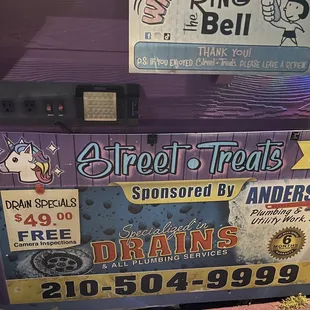 Ring
The Bell
THANK YOU!
P.S. IF YOU ENJOYED Street-Treats PLEASE LEAVE A REVIEW
Street • Treats
Sponsored By ANDERS
DRAIN SPECIALS
$49.00
FREE
Camera Inspections
Specialized in
DRAINS
& ALL PLUMBING SERVICES
Plumbing &
Utility Work,
6
210-504-9999